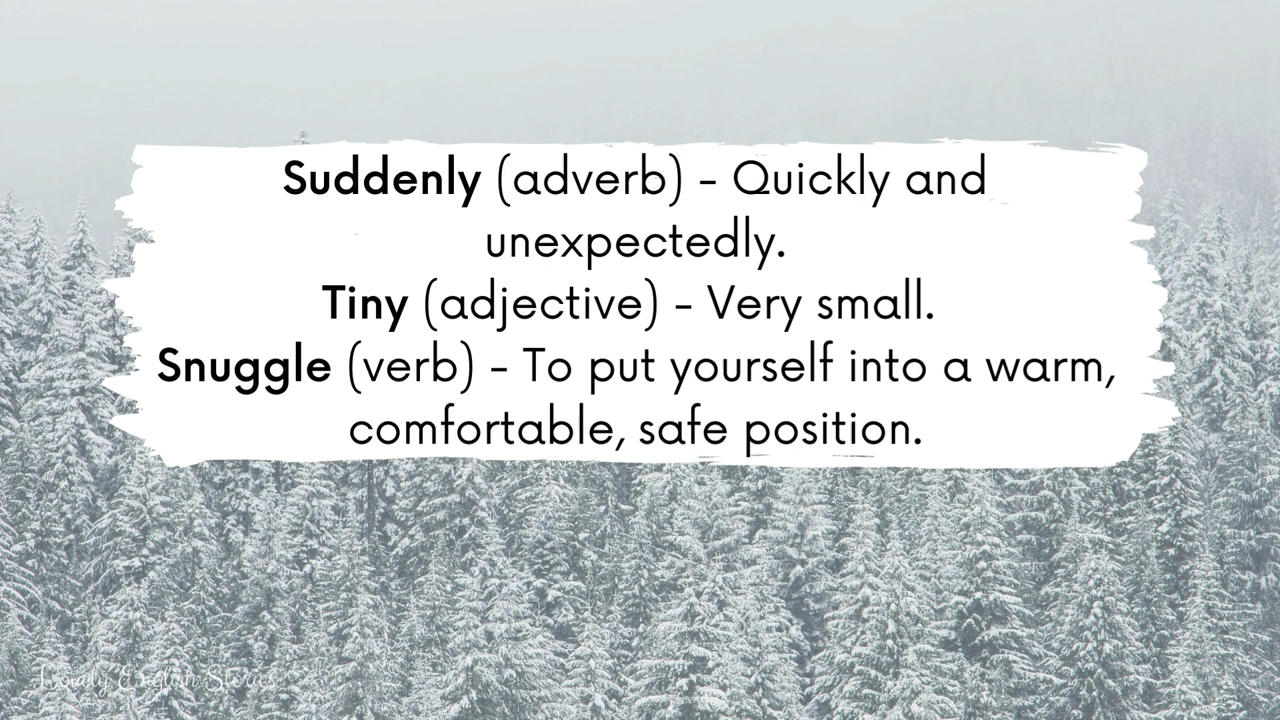 Suddenly (adverb) – Quickly and
unexpectedly.
Tiny (adjective) – Very small.
Snuggle (verb) – To put yourself into a warm,
comfortable, safe position.
Lovely English Stories